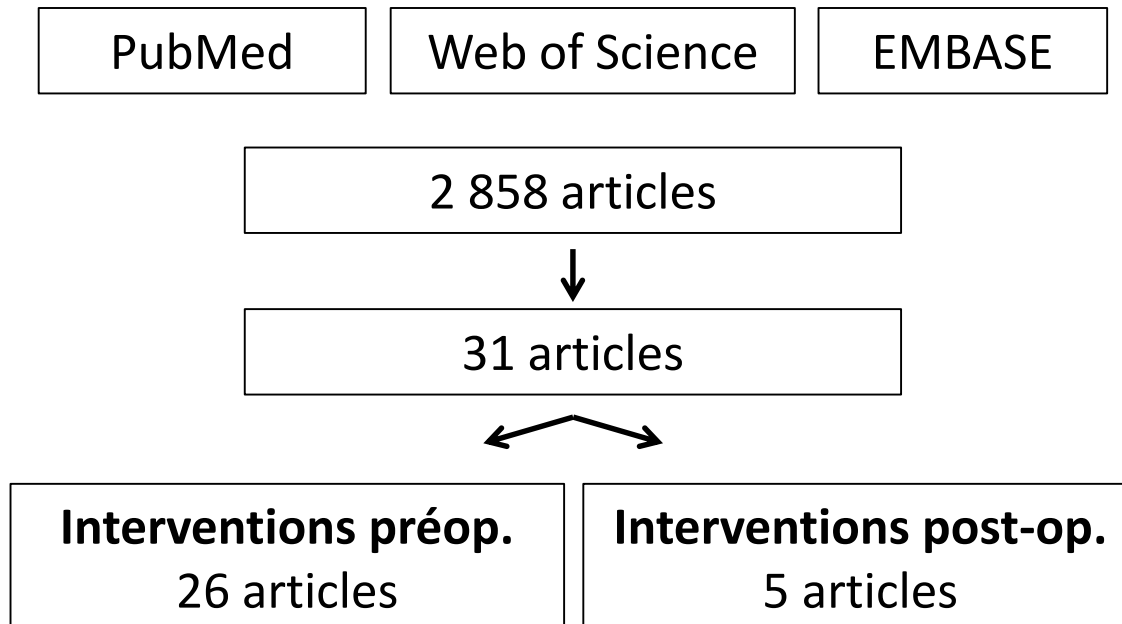 PubMed
Web of Science
EMBASE
2 858 articles
31 articles
Interventions préop.
26 articles
Interventions post-op.
5 articles